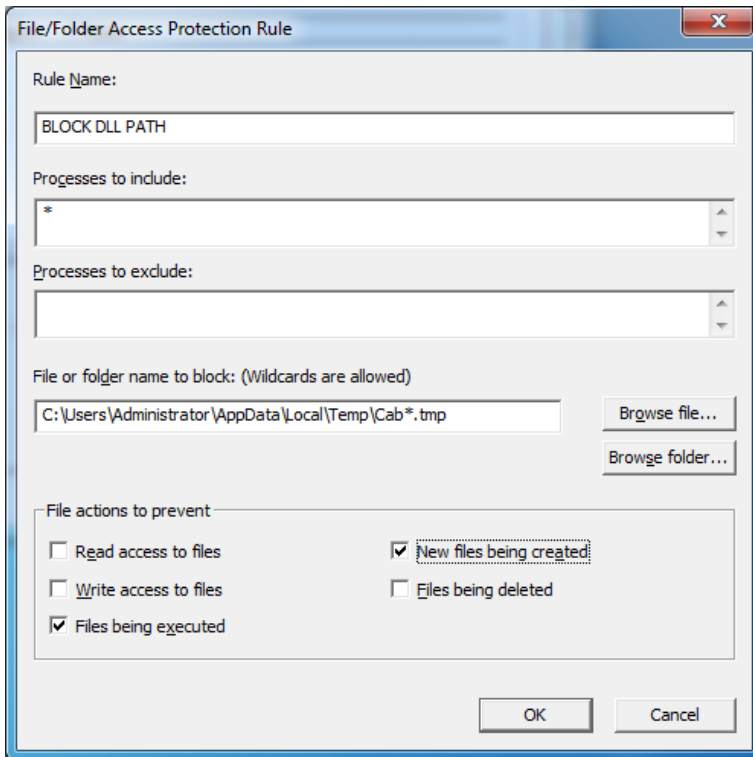 File/Folder Access Protection Rule
Rule Name:
BLOCK DLL PATH
Processes to include:
*
Processes to exclude:
File or folder name to block: (Wildcards are allowed)
C:\Users\Administrator\AppData\Local\Temp\Cab*.tmp
Browse file...
Browse folder...
File actions to prevent
Read access to files
New files being created
Write access to files
Files being deleted
Files being executed
OK
Cancel